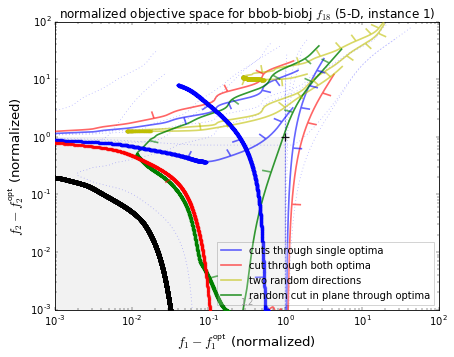 normalized objective space for bbob-biobj $f_{18}$ (5-D, instance 1)
10²
10¹
10⁰
10⁻¹
10⁻²
10⁻³
f₂ − f₂ᵒᵖᵗ (normalized)
cuts through single optima
cut through both optima
two random directions
random cut in plane through optima
10⁻³ 10⁻² 10⁻¹ 10⁰ 10¹ 10²
f₁ − f₁ᵒᵖᵗ (normalized)